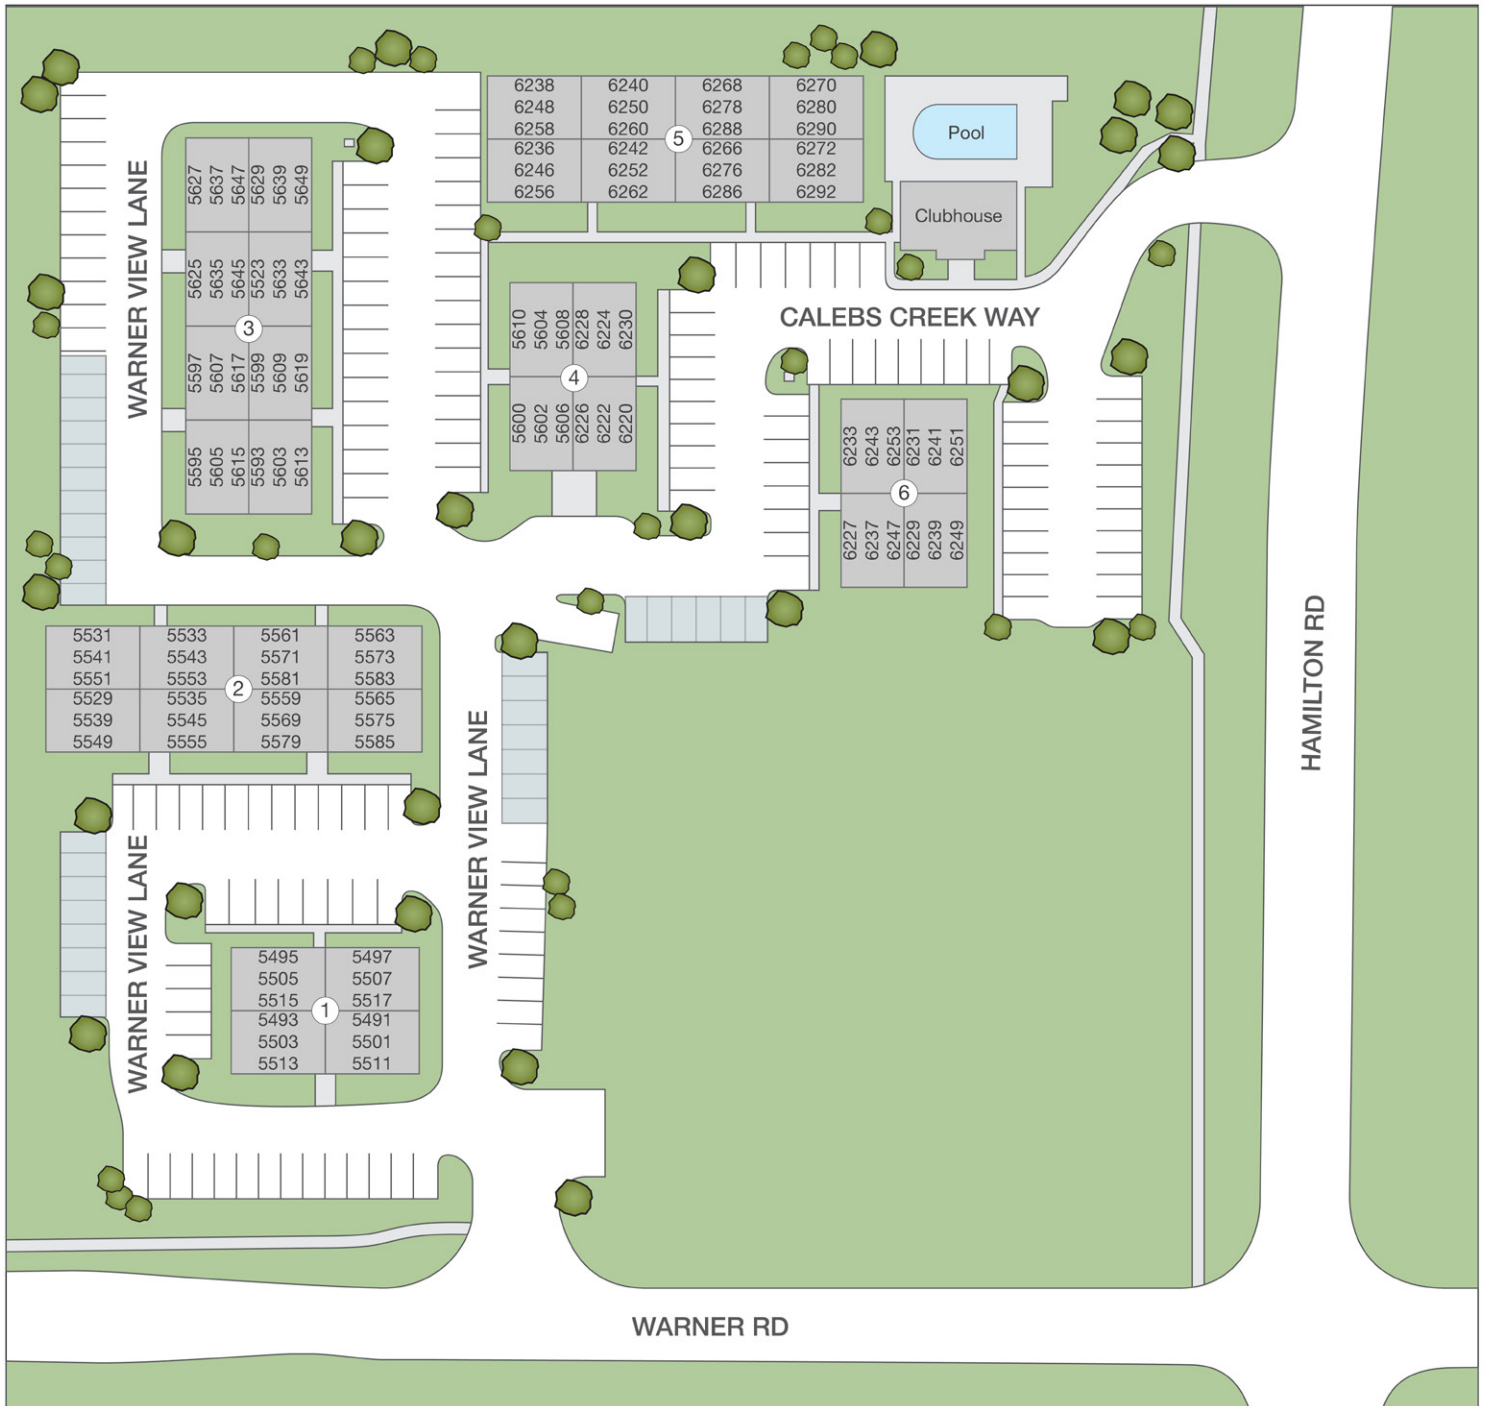 6238 6240 6268 6270
6248 6250 6278 6280
6258 6260 6288 6290
5
6236 6242 6266 6272
6246 6252 6276 6282
6256 6262 6286 6292
Pool
Clubhouse
WARNER VIEW LANE
5627 5637 5647 5629 5639 5649
5625 5635 5645 5523 5633 5643
3
5597 5607 5617 5599 5609 5619
5595 5605 5615 5593 5603 5613
5610 5604 5608 6228 6224 6230
4
5600 5602 5606 6226 6222 6220
CALEBS CREEK WAY
6233 6243 6253 6231 6241 6251
6
6227 6237 6247 6229 6239 6249
HAMILTON RD
5531 5533 5561 5563
5541 5543 5571 5573
5551 5553 5581 5583
2
5529 5535 5559 5565
5539 5545 5569 5575
5549 5555 5579 5585
WARNER VIEW LANE
WARNER VIEW LANE
5495 5497
5505 5507
5515 5517
1
5493 5491
5503 5501
5513 5511
WARNER RD